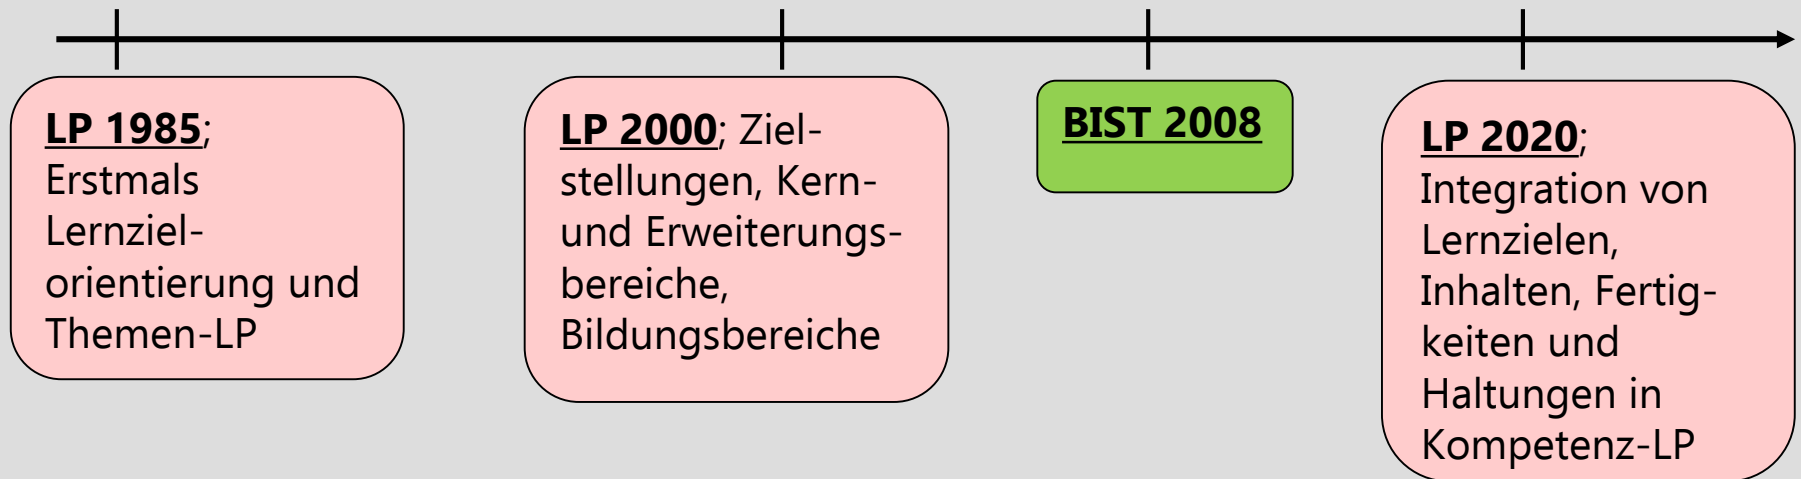 LP 1985;
Erstmals
Lernziel-
orientierung und
Themen-LP
LP 2000; Ziel-
stellungen, Kern-
und Erweiterungs-
bereiche,
Bildungsbereiche
BIST 2008
LP 2020;
Integration von
Lernzielen,
Inhalten, Fertig-
keiten und
Haltungen in
Kompetenz-LP